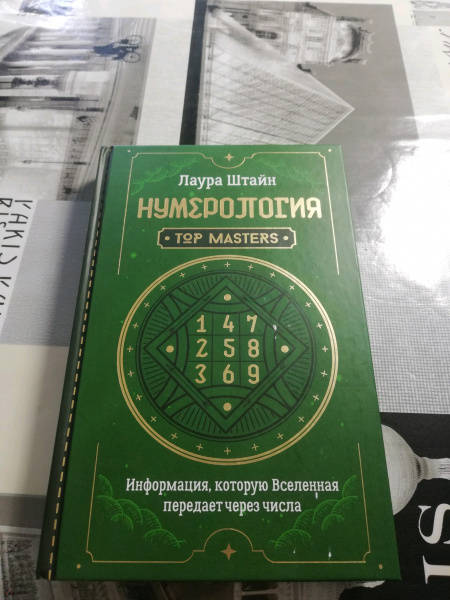 Лаура Штайн
НУМЕРОЛОГИЯ
TOP MASTERS
1 4 7
2 5 8
3 6 9
Информация, которую Вселенная
передает через числа